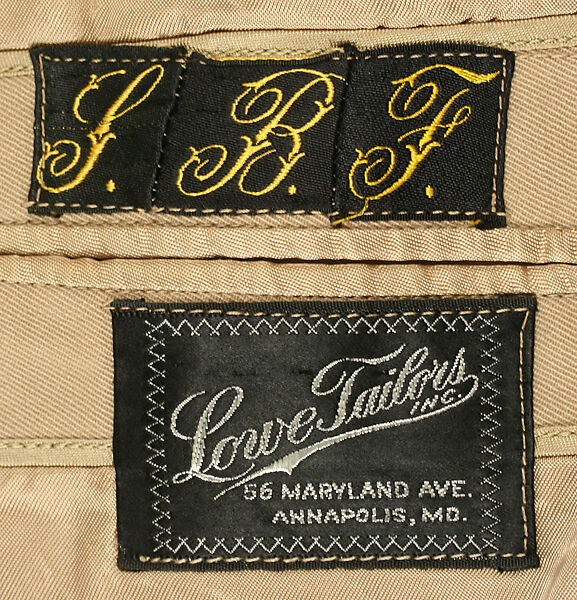 S. B. F.
Lowe Tailors
INC.
56 MARYLAND AVE.
ANNAPOLIS, MD.